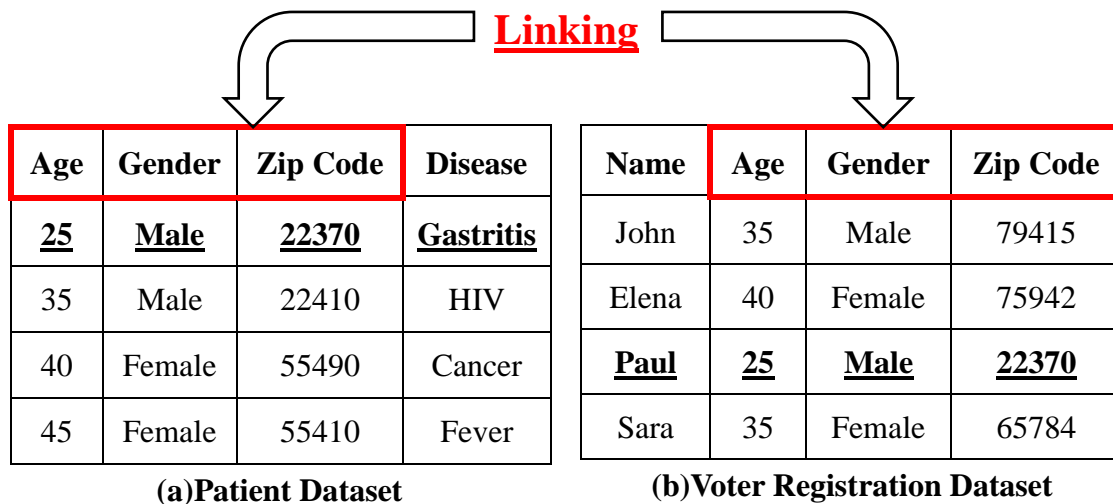 Linking
Age Gender Zip Code Disease
25 Male 22370 Gastritis
35 Male 22410 HIV
40 Female 55490 Cancer
45 Female 55410 Fever
(a)Patient Dataset
Name Age Gender Zip Code
John 35 Male 79415
Elena 40 Female 75942
Paul 25 Male 22370
Sara 35 Female 65784
(b)Voter Registration Dataset